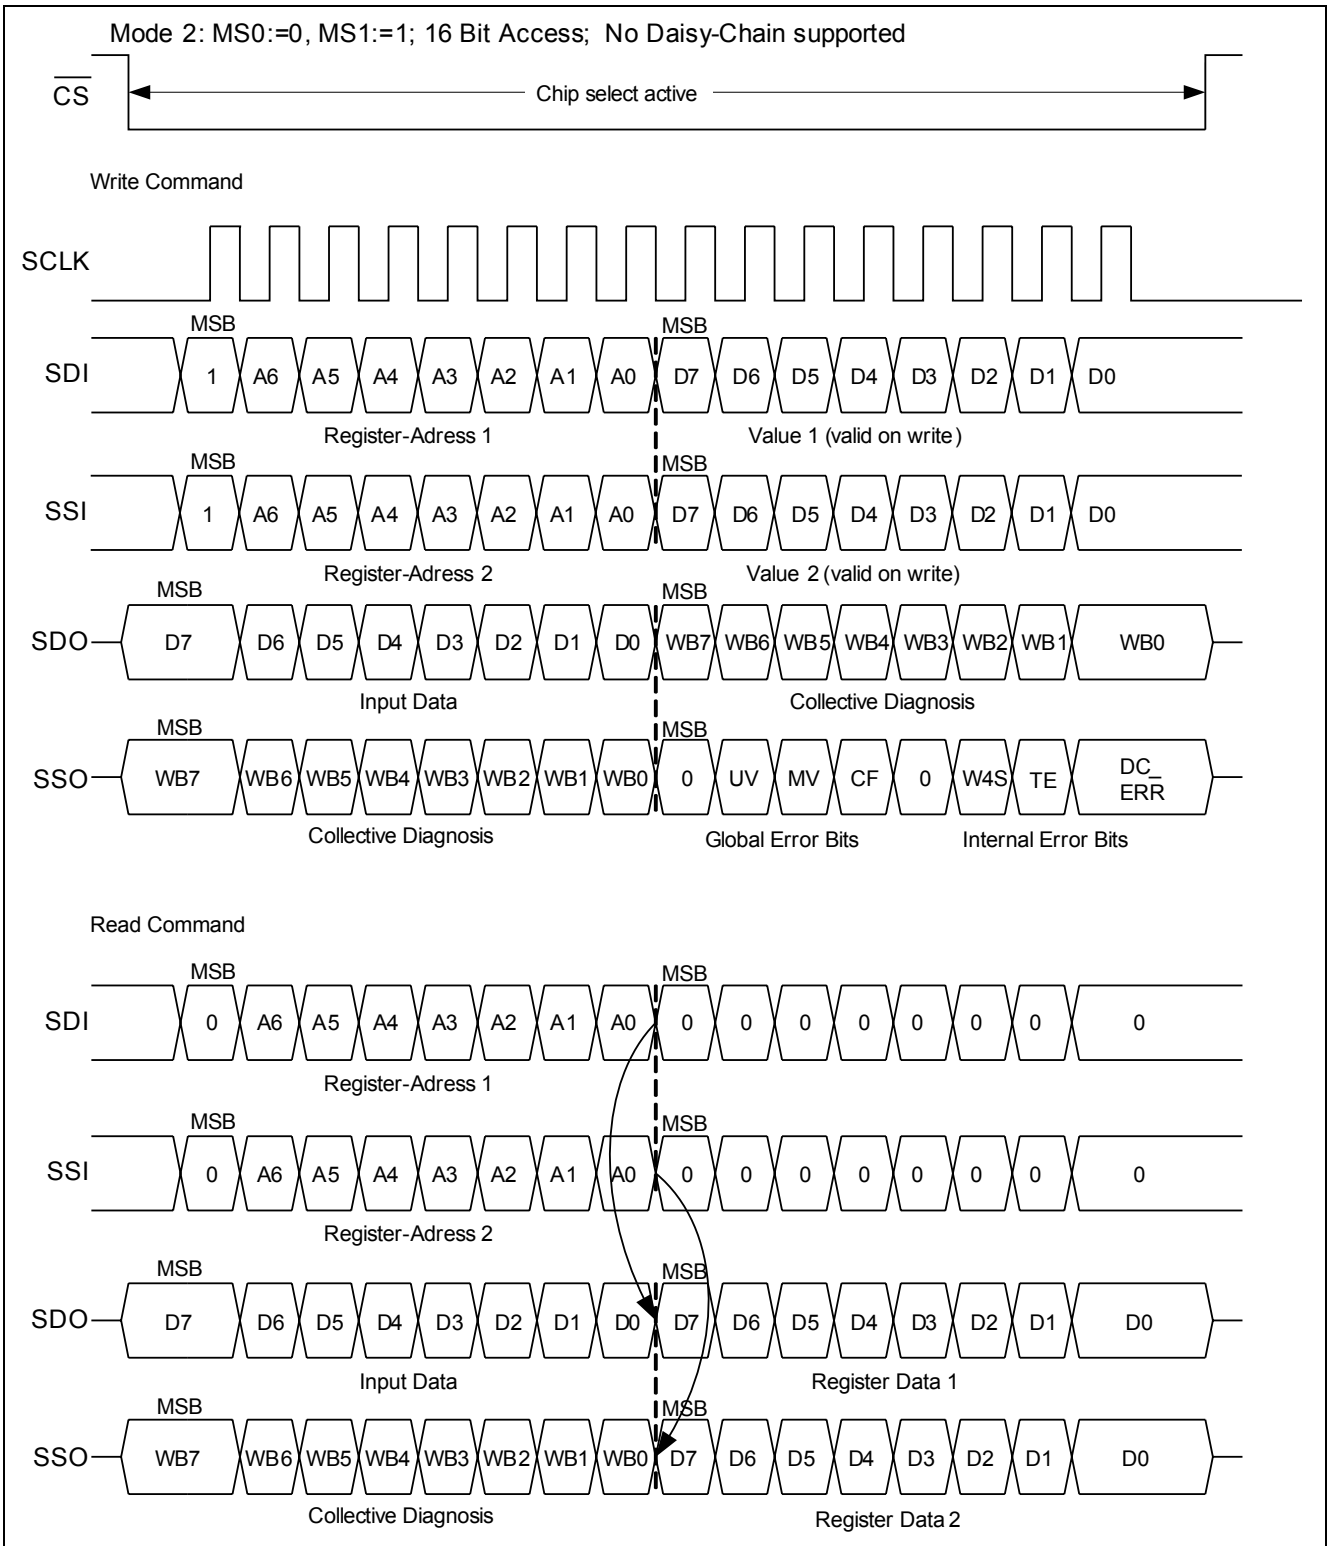 Mode 2: MS0:=0, MS1:=1; 16 Bit Access; No Daisy-Chain supported
CS
Chip select active
Write Command
SCLK
MSB MSB
SDI 1 A6 A5 A4 A3 A2 A1 A0 D7 D6 D5 D4 D3 D2 D1 D0
Register-Adress 1 Value 1 (valid on write)
MSB MSB
SSI 1 A6 A5 A4 A3 A2 A1 A0 D7 D6 D5 D4 D3 D2 D1 D0
Register-Adress 2 Value 2 (valid on write)
MSB MSB
SDO D7 D6 D5 D4 D3 D2 D1 D0 WB7 WB6 WB5 WB4 WB3 WB2 WB1 WB0
Input Data Collective Diagnosis
MSB MSB
SSO WB7 WB6 WB5 WB4 WB3 WB2 WB1 WB0 0 UV MV CF 0 W4S TE DC_
ERR
Collective Diagnosis Global Error Bits Internal Error Bits
Read Command
MSB MSB
SDI 0 A6 A5 A4 A3 A2 A1 A0 0 0 0 0 0 0 0 0
Register-Adress 1
MSB MSB
SSI 0 A6 A5 A4 A3 A2 A1 A0 0 0 0 0 0 0 0 0
Register-Adress 2
MSB MSB
SDO D7 D6 D5 D4 D3 D2 D1 D0 D7 D6 D5 D4 D3 D2 D1 D0
Input Data Register Data 1
MSB MSB
SSO WB7 WB6 WB5 WB4 WB3 WB2 WB1 WB0 D7 D6 D5 D4 D3 D2 D1 D0
Collective Diagnosis Register Data 2